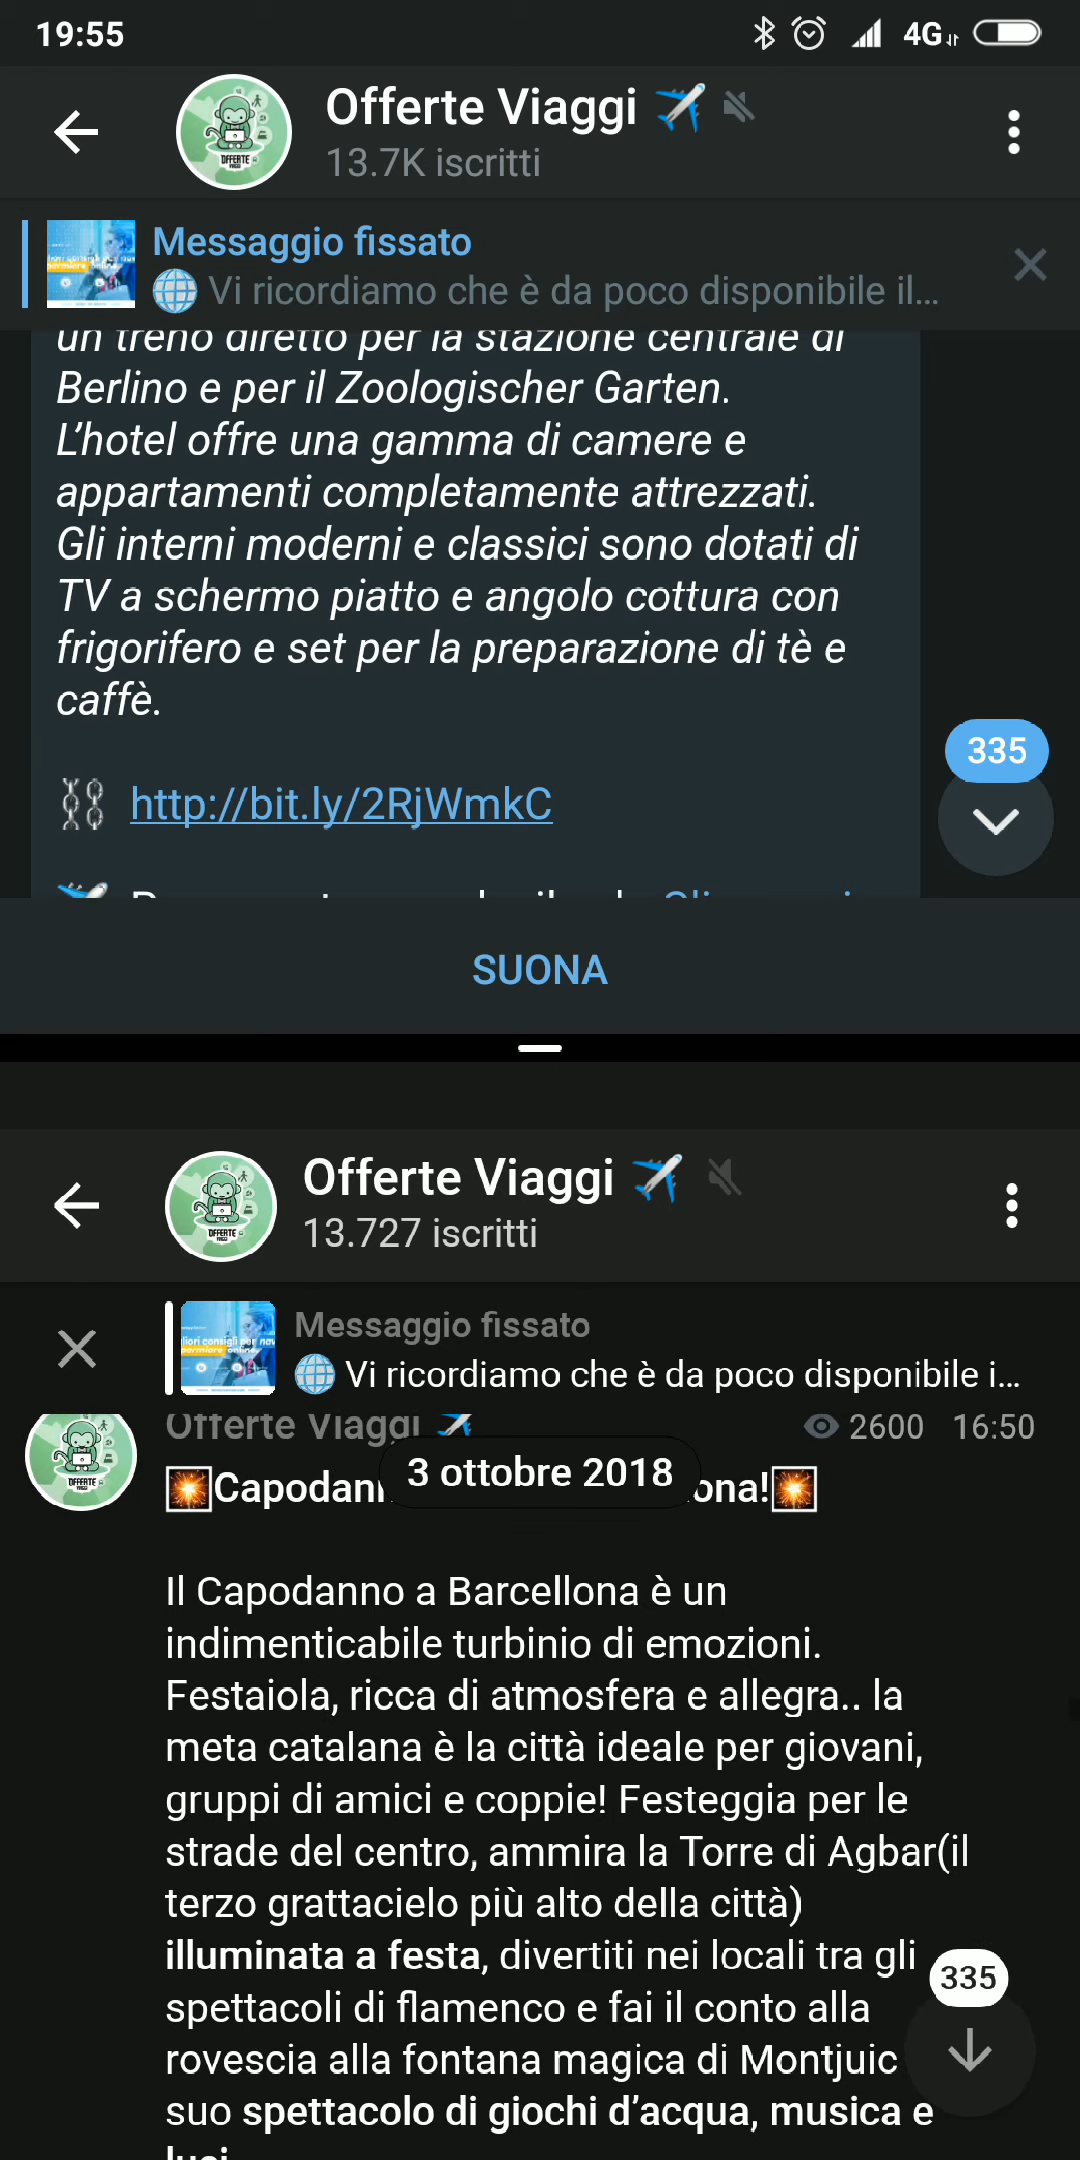 19:55
4G
Offerte Viaggi
13.7K iscritti
Messaggio fissato
Vi ricordiamo che è da poco disponibile il...
un treno diretto per la stazione centrale di
Berlino e per il Zoologischer Garten.
L'hotel offre una gamma di camere e
appartamenti completamente attrezzati.
Gli interni moderni e classici sono dotati di
TV a schermo piatto e angolo cottura con
frigorifero e set per la preparazione di tè e
caffè.
335
http://bit.ly/2RjWmkC
SUONA
Offerte Viaggi
13.727 iscritti
Messaggio fissato
Vi ricordiamo che è da poco disponibile i...
Offerte Viaggi 2600 16:50
3 ottobre 2018
Il Capodanno a Barcellona è un
indimenticabile turbinio di emozioni.
Festaiola, ricca di atmosfera e allegra.. la
meta catalana è la città ideale per giovani,
gruppi di amici e coppie! Festeggia per le
strade del centro, ammira la Torre di Agbar(il
terzo grattacielo più alto della città)
illuminata a festa, divertiti nei locali tra gli
335
spettacoli di flamenco e fai il conto alla
rovescia alla fontana magica di Montjuic
suo spettacolo di giochi d'acqua, musica e